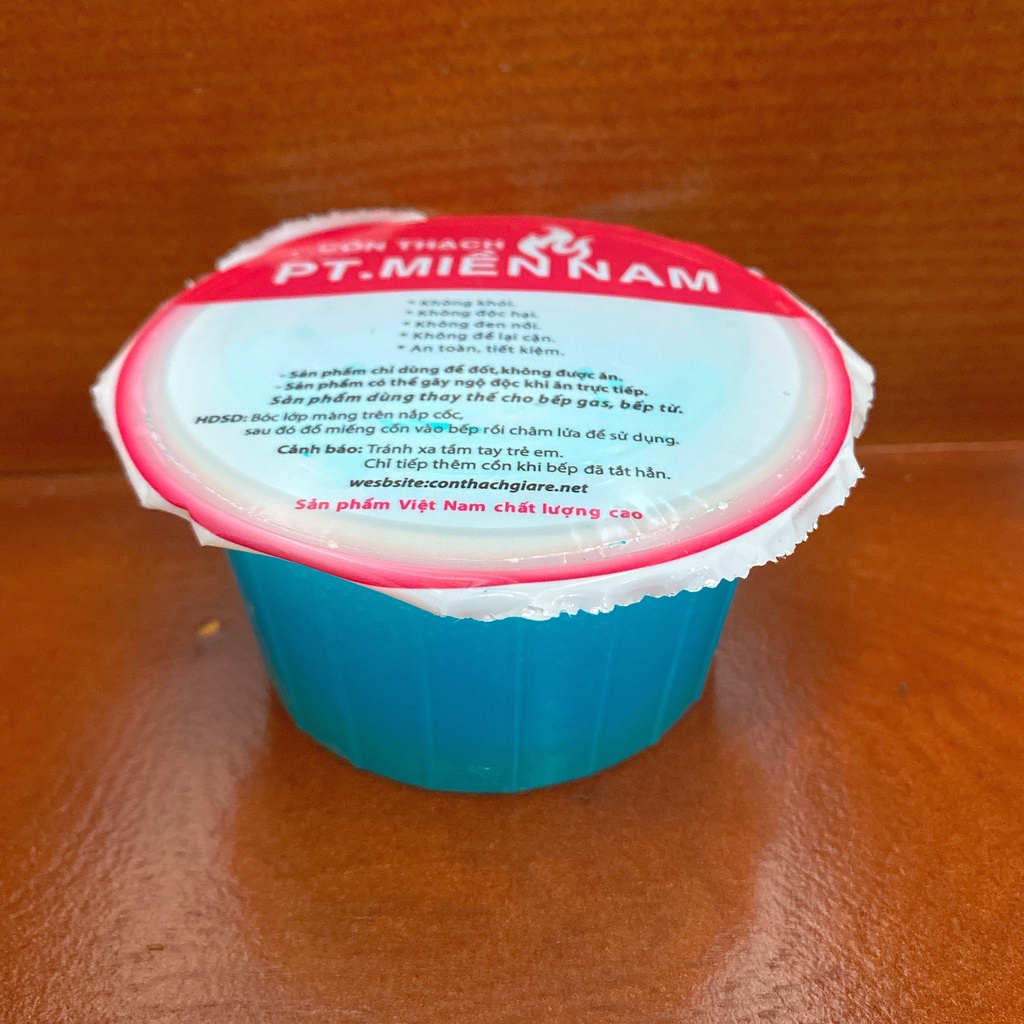 CỒN THẠCH
PT.MIỀN NAM
* Không khói.
* Không độc hại.
* Không đen nồi.
* Không để lại cặn.
* An toàn, tiết kiệm.
- Sản phẩm chỉ dùng để đốt,không được ăn.
- Sản phẩm có thể gây ngộ độc khi ăn trực tiếp.
Sản phẩm dùng thay thế cho bếp gas, bếp từ.
HDSD: Bóc lớp màng trên nắp cốc,
sau đó đổ miếng cồn vào bếp rồi châm lửa để sử dụng.
Cảnh báo: Tránh xa tầm tay trẻ em.
Chỉ tiếp thêm cồn khi bếp đã tắt hẳn.
wesbsite:conthachgiare.net
Sản phẩm Việt Nam chất lượng cao